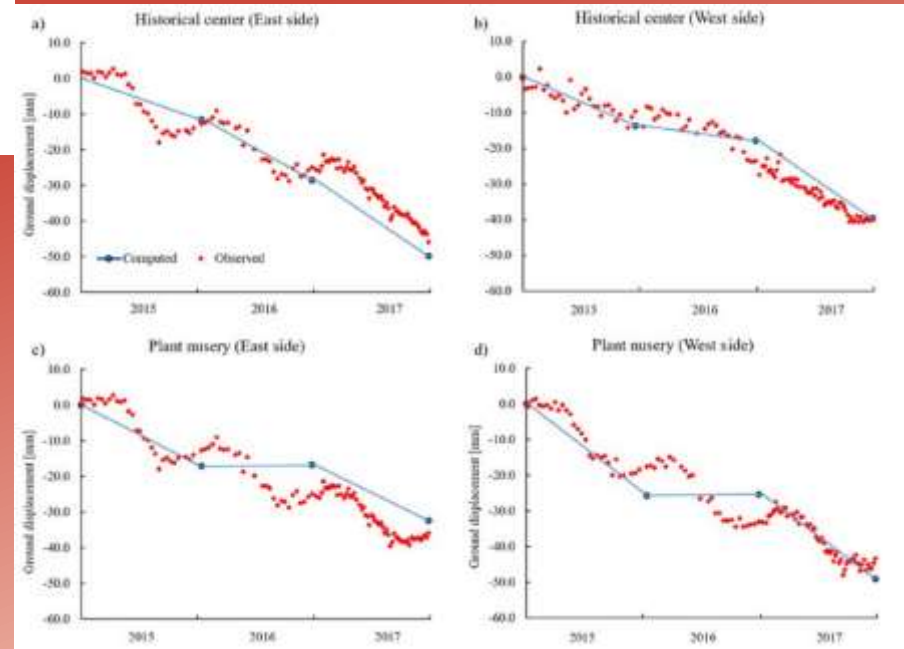 a) Historical center (East side)
10.0
0.0
-10.0
-20.0
-30.0
-40.0
-50.0
-60.0
Ground displacement [mm]
Computed Observed
2015 2016 2017
b) Historical center (West side)
10.0
0.0
-10.0
-20.0
-30.0
-40.0
-50.0
-60.0
2015 2016 2017
c) Plant nusery (East side)
10.0
0.0
-10.0
-20.0
-30.0
-40.0
-50.0
-60.0
Ground displacement [mm]
2015 2016 2017
d) Plant nusery (West side)
10.0
0.0
-10.0
-20.0
-30.0
-40.0
-50.0
-60.0
Ground displacement [mm]
2015 2016 2017